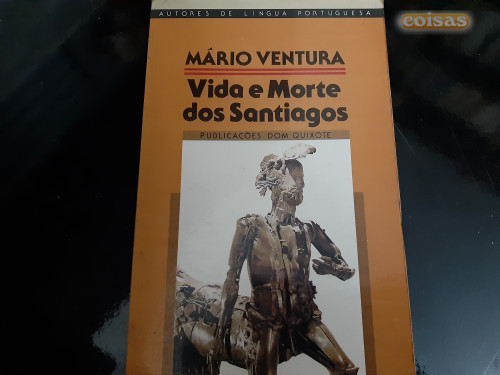 AUTORES DE LÍNGUA PORTUGUESA
coisas
MÁRIO VENTURA
Vida e Morte
dos Santiagos
PUBLICAÇÕES DOM QUIXOTE